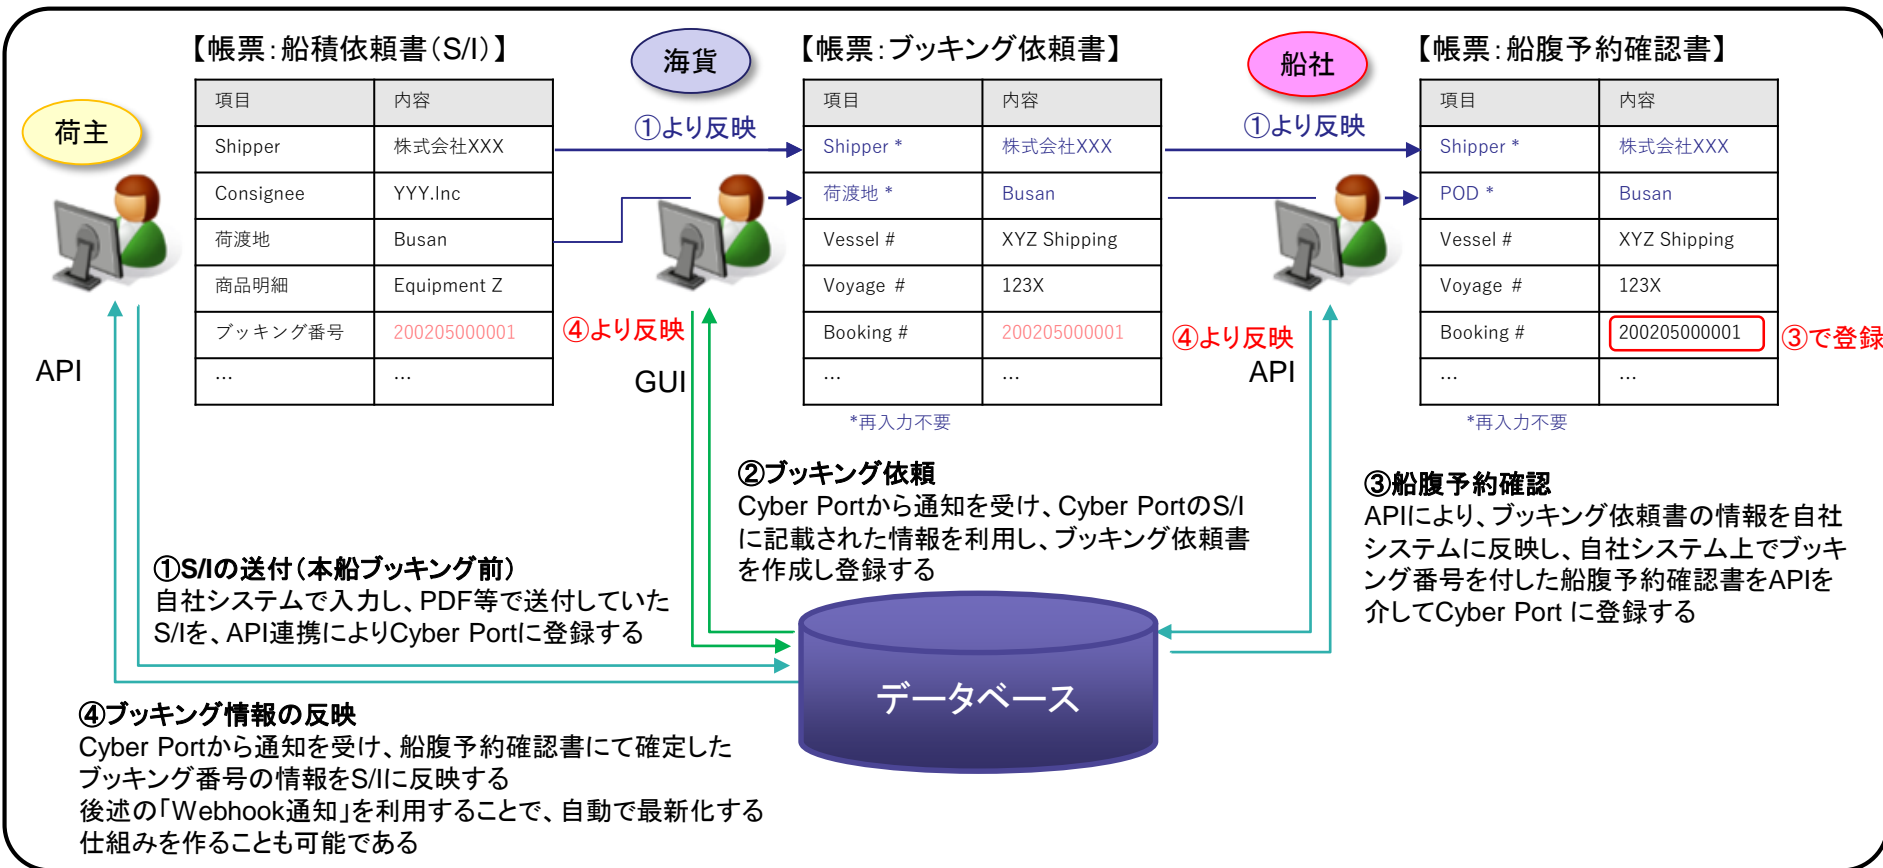 【帳票：船積依頼書（S/I）】
海貨
【帳票：ブッキング依頼書】
船社
【帳票：船腹予約確認書】
荷主
項目 内容
Shipper 株式会社XXX
Consignee YYY.Inc
荷渡地 Busan
商品明細 Equipment Z
ブッキング番号 200205000001
… …
①より反映
項目 内容
Shipper * 株式会社XXX
荷渡地 * Busan
Vessel # XYZ Shipping
Voyage # 123X
Booking # 200205000001
… …
*再入力不要
①より反映
項目 内容
Shipper * 株式会社XXX
POD * Busan
Vessel # XYZ Shipping
Voyage # 123X
Booking # 200205000001
… …
*再入力不要
④より反映
④より反映
③で登録
API
GUI
API
②ブッキング依頼
Cyber Portから通知を受け、Cyber PortのS/I
に記載された情報を利用し、ブッキング依頼書
を作成し登録する
③船腹予約確認
APIにより、ブッキング依頼書の情報を自社
システムに反映し、自社システム上でブッキ
ング番号を付した船腹予約確認書をAPIを
介してCyber Port に登録する
①S/Iの送付（本船ブッキング前）
自社システムで入力し、PDF等で送付していた
S/Iを、API連携によりCyber Portに登録する
データベース
④ブッキング情報の反映
Cyber Portから通知を受け、船腹予約確認書にて確定した
ブッキング番号の情報をS/Iに反映する
後述の「Webhook通知」を利用することで、自動で最新化する
仕組みを作ることも可能である